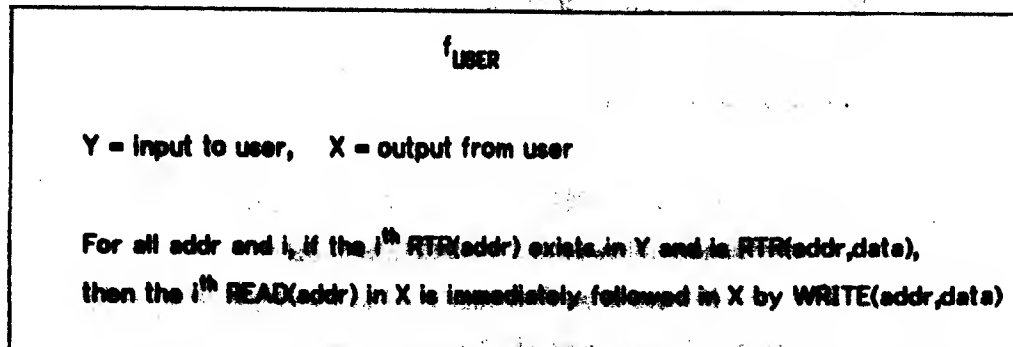 f USER
Y = input to user, X = output from user
For all addr and i, if the i th RTR(addr) exists in Y and is RTR(addr,data),
then the i th READ(addr) in X is immediately followed in X by WRITE(addr,data)